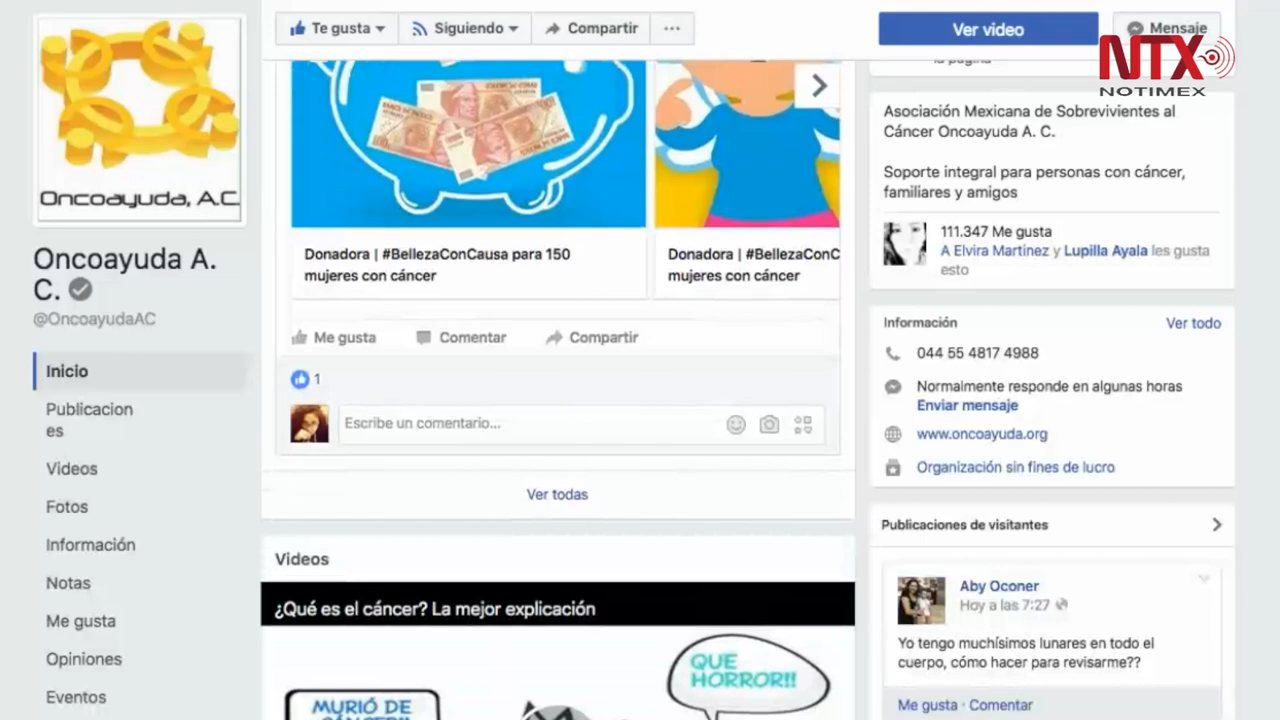 Oncoayuda, A.C.
Oncoayuda A.
C.
@OncoayudaAC
Inicio
Publicacion
es
Videos
Fotos
Información
Notas
Me gusta
Opiniones
Eventos
Te gusta
Siguiendo
Compartir
Ver video
Mensaje
NTX
NOTIMEX
Donadora | #BellezaConCausa para 150
mujeres con cáncer
Donadora | #BellezaConC
mujeres con cáncer
Me gusta
Comentar
Compartir
1
Escribe un comentario...
Ver todas
Videos
¿Qué es el cáncer? La mejor explicación
MURIÓ DE
CÁNCER!!
QUE
HORROR!!
la página
Asociación Mexicana de Sobrevivientes al
Cáncer Oncoayuda A. C.
Soporte integral para personas con cáncer,
familiares y amigos
111.347 Me gusta
A Elvira Martinez y Lupilla Ayala les gusta
esto
Información
Ver todo
044 55 4817 4988
Normalmente responde en algunas horas
Enviar mensaje
www.oncoayuda.org
Organización sin fines de lucro
Publicaciones de visitantes
Aby Oconer
Hoy a las 7:27
Yo tengo muchísimos lunares en todo el
cuerpo, cómo hacer para revisarme??
Me gusta · Comentar